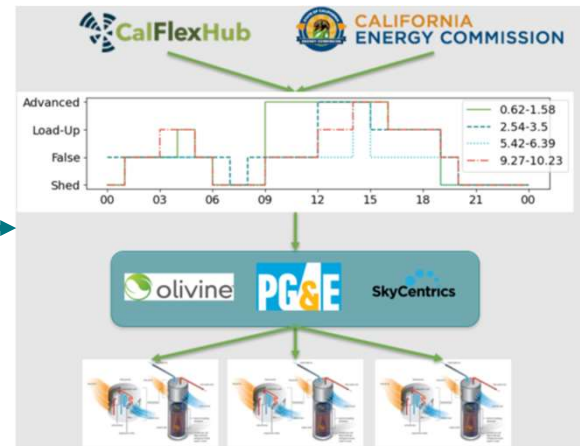 CalFlexHub
CALIFORNIA
ENERGY COMMISSION
Advanced
Load-Up
False
Shed
0.62-1.58
2.54-3.5
5.42-6.39
9.27-10.23
00 03 06 09 12 15 18 21 00
olivine
PG&E
SkyCentrics